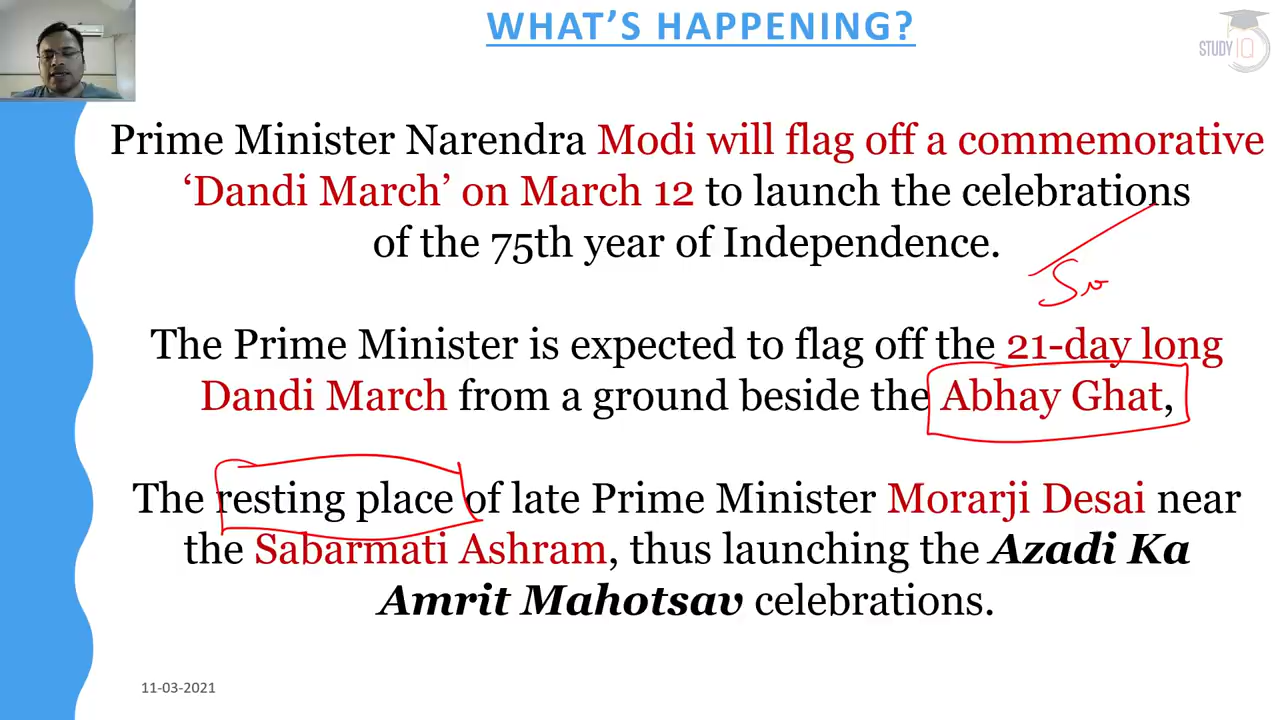 WHAT'S HAPPENING?
STUDY IQ
Prime Minister Narendra Modi will flag off a commemorative
‘Dandi March’ on March 12 to launch the celebrations
of the 75th year of Independence.
The Prime Minister is expected to flag off the 21-day long
Dandi March from a ground beside the Abhay Ghat,
The resting place of late Prime Minister Morarji Desai near
the Sabarmati Ashram, thus launching the Azadi Ka
Amrit Mahotsav celebrations.
11-03-2021